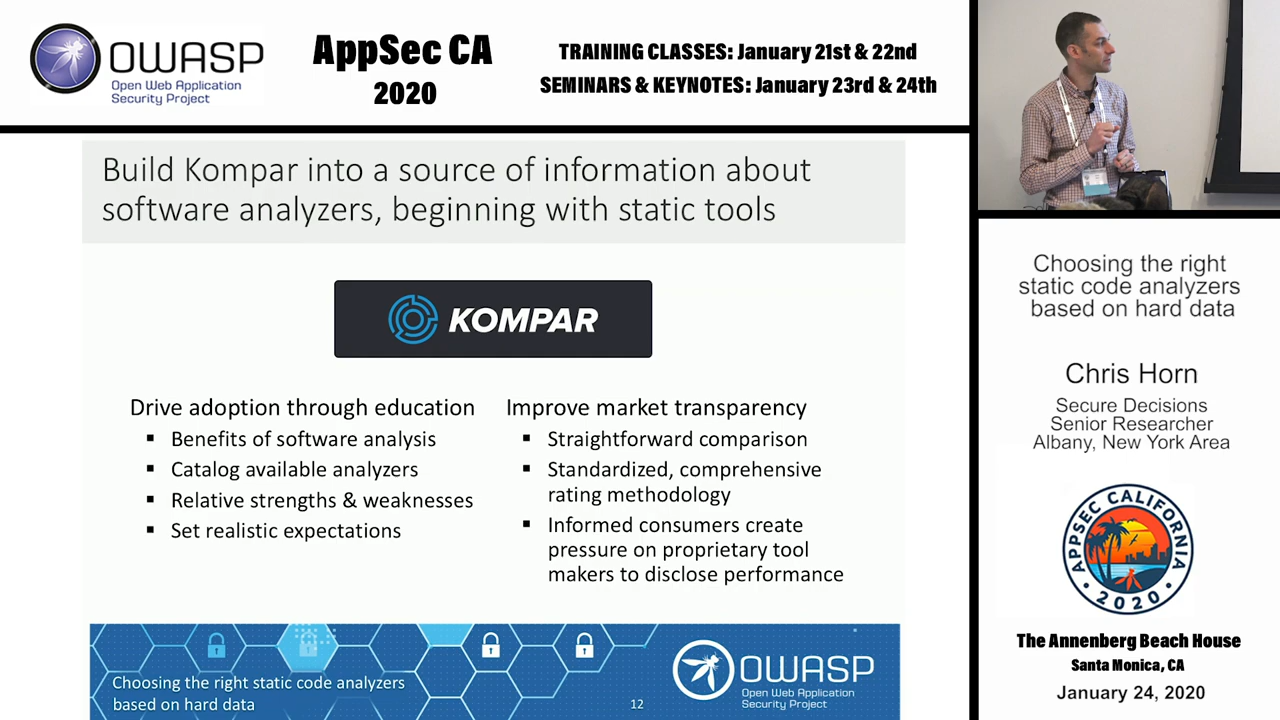 OWASP
Open Web Application
Security Project
AppSec CA
2020
TRAINING CLASSES: January 21st & 22nd
SEMINARS & KEYNOTES: January 23rd & 24th
Build Kompar into a source of information about
software analyzers, beginning with static tools
KOMPAR
Drive adoption through education
▪ Benefits of software analysis
▪ Catalog available analyzers
▪ Relative strengths & weaknesses
▪ Set realistic expectations
Improve market transparency
▪ Straightforward comparison
▪ Standardized, comprehensive
rating methodology
▪ Informed consumers create
pressure on proprietary tool
makers to disclose performance
Choosing the right static code analyzers
based on hard data
12
OWASP
Open Web Application
Security Project
Choosing the right
static code analyzers
based on hard data
Chris Horn
Secure Decisions
Senior Researcher
Albany, New York Area
APPSEC CALIFORNIA
2020
The Annenberg Beach House
Santa Monica, CA
January 24, 2020